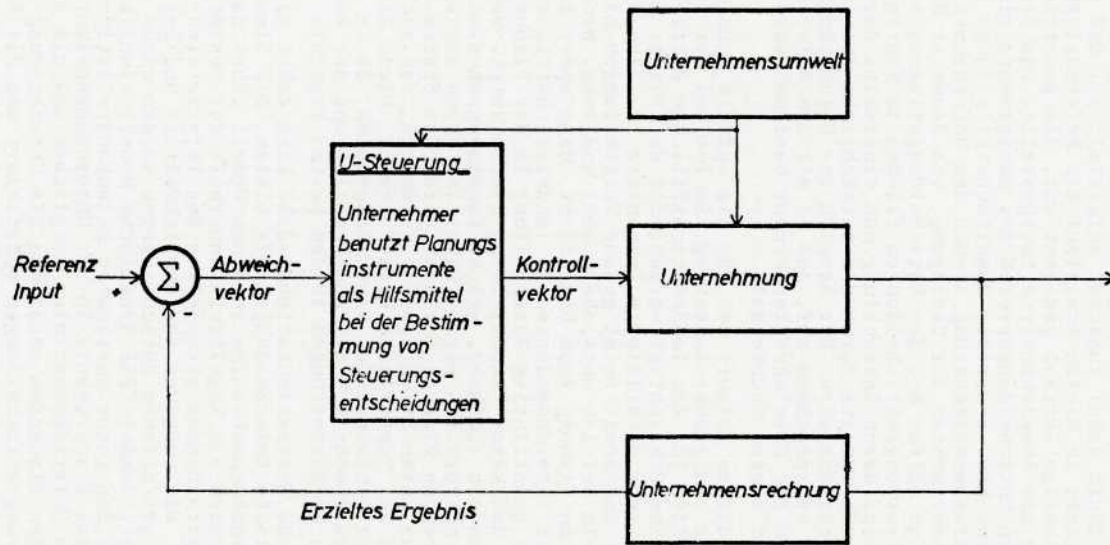 Unternehmensumwelt
U-Steuerung
Unternehmer
benutzt Planungs
instrumente
als Hilfsmittel
bei der Bestim-
mung von
Steuerungs-
entscheidungen
Referenz
Input
+
Σ
-
Abweich-
vektor
Kontroll-
vektor
Unternehmung
Unternehmensrechnung
Erzieltes Ergebnis